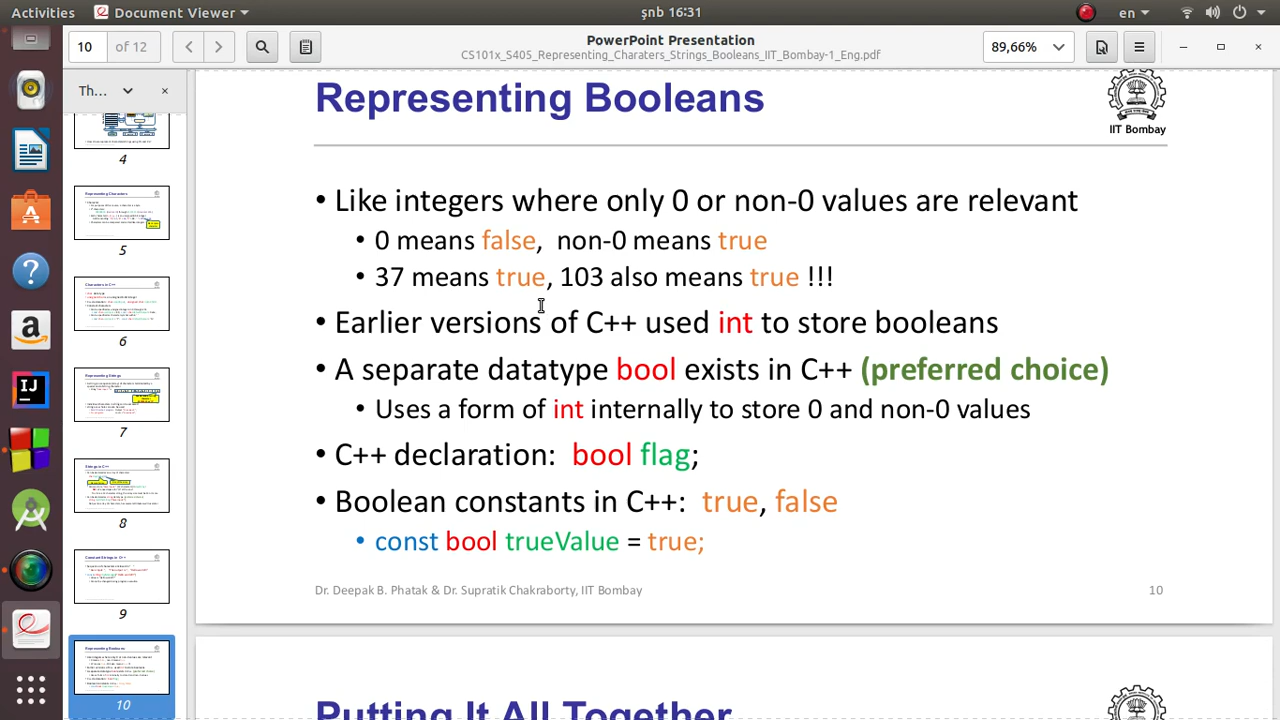 Activities
Document Viewer
şnb 16:31
en
10
of 12
PowerPoint Presentation
CS101x_S405_Representing_Charaters_Strings_Booleans_IIT_Bombay-1_Eng.pdf
89,66%
Th...
4
5
6
7
8
9
10
Representing Booleans
IIT Bombay
• Like integers where only 0 or non-0 values are relevant
• 0 means false, non-0 means true
• 37 means true, 103 also means true !!!
• Earlier versions of C++ used int to store booleans
• A separate datatype bool exists in C++ (preferred choice)
• Uses a form of int internally to store 0 and non-0 values
• C++ declaration: bool flag;
• Boolean constants in C++: true, false
• const bool trueValue = true;
Dr. Deepak B. Phatak & Dr. Supratik Chakraborty, IIT Bombay
10
Putting It All Together